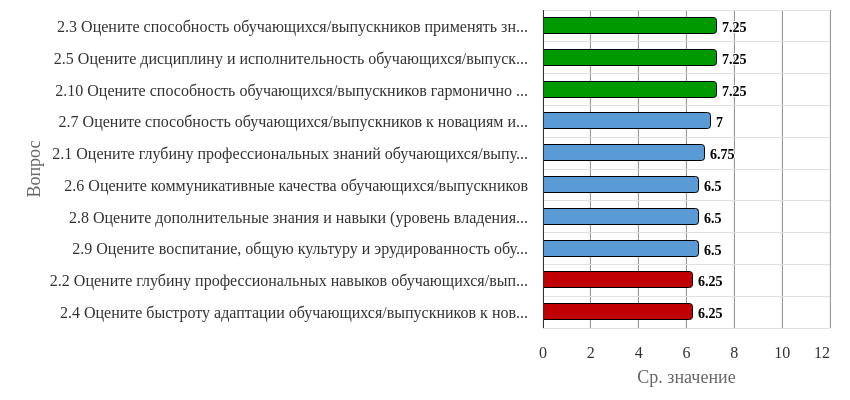 2.3 Оцените способность обучающихся/выпускников применять зн... 7.25
2.5 Оцените дисциплину и исполнительность обучающихся/выпуск... 7.25
2.10 Оцените способность обучающихся/выпускников гармонично ... 7.25
2.7 Оцените способность обучающихся/выпускников к новациям и... 7
2.1 Оцените глубину профессиональных знаний обучающихся/выпу... 6.75
2.6 Оцените коммуникативные качества обучающихся/выпускников 6.5
2.8 Оцените дополнительные знания и навыки (уровень владения... 6.5
2.9 Оцените воспитание, общую культуру и эрудированность обу... 6.5
2.2 Оцените глубину профессиональных навыков обучающихся/вып... 6.25
2.4 Оцените быстроту адаптации обучающихся/выпускников к нов... 6.25
Вопрос
0 2 4 6 8 10 12
Ср. значение